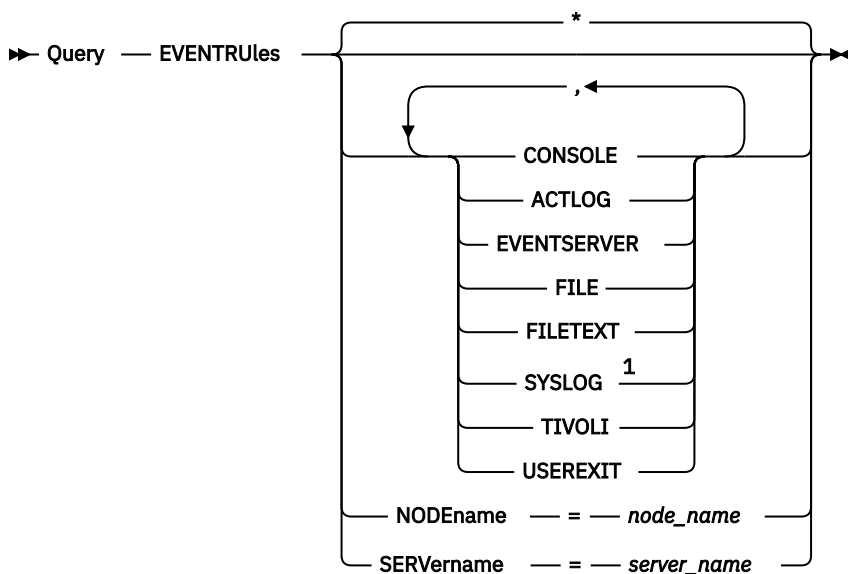 *
Query EVENTRUles
,
CONSOLE
ACTLOG
EVENTSERVER
FILE
FILETEXT
SYSLOG 1
TIVOLI
USEREXIT
NODEname = node_name
SERVername = server_name